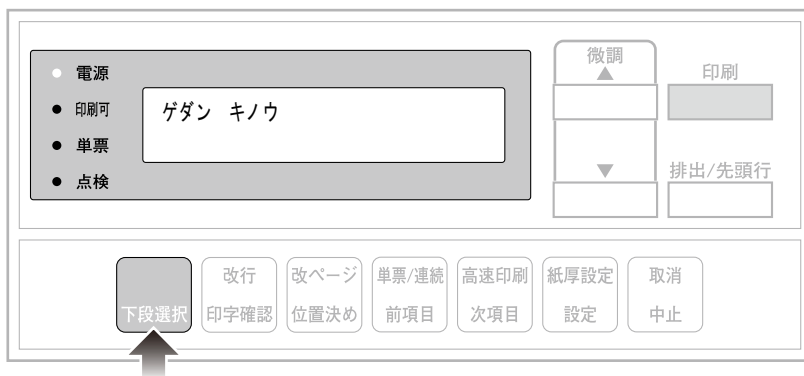 電源
印刷可
単票
点検
ゲダン キノウ
微調
▲
▼
印刷
排出/先頭行
下段選択
改行
印字確認
改ページ
位置決め
単票/連続
前項目
高速印刷
次項目
紙厚設定
設定
取消
中止